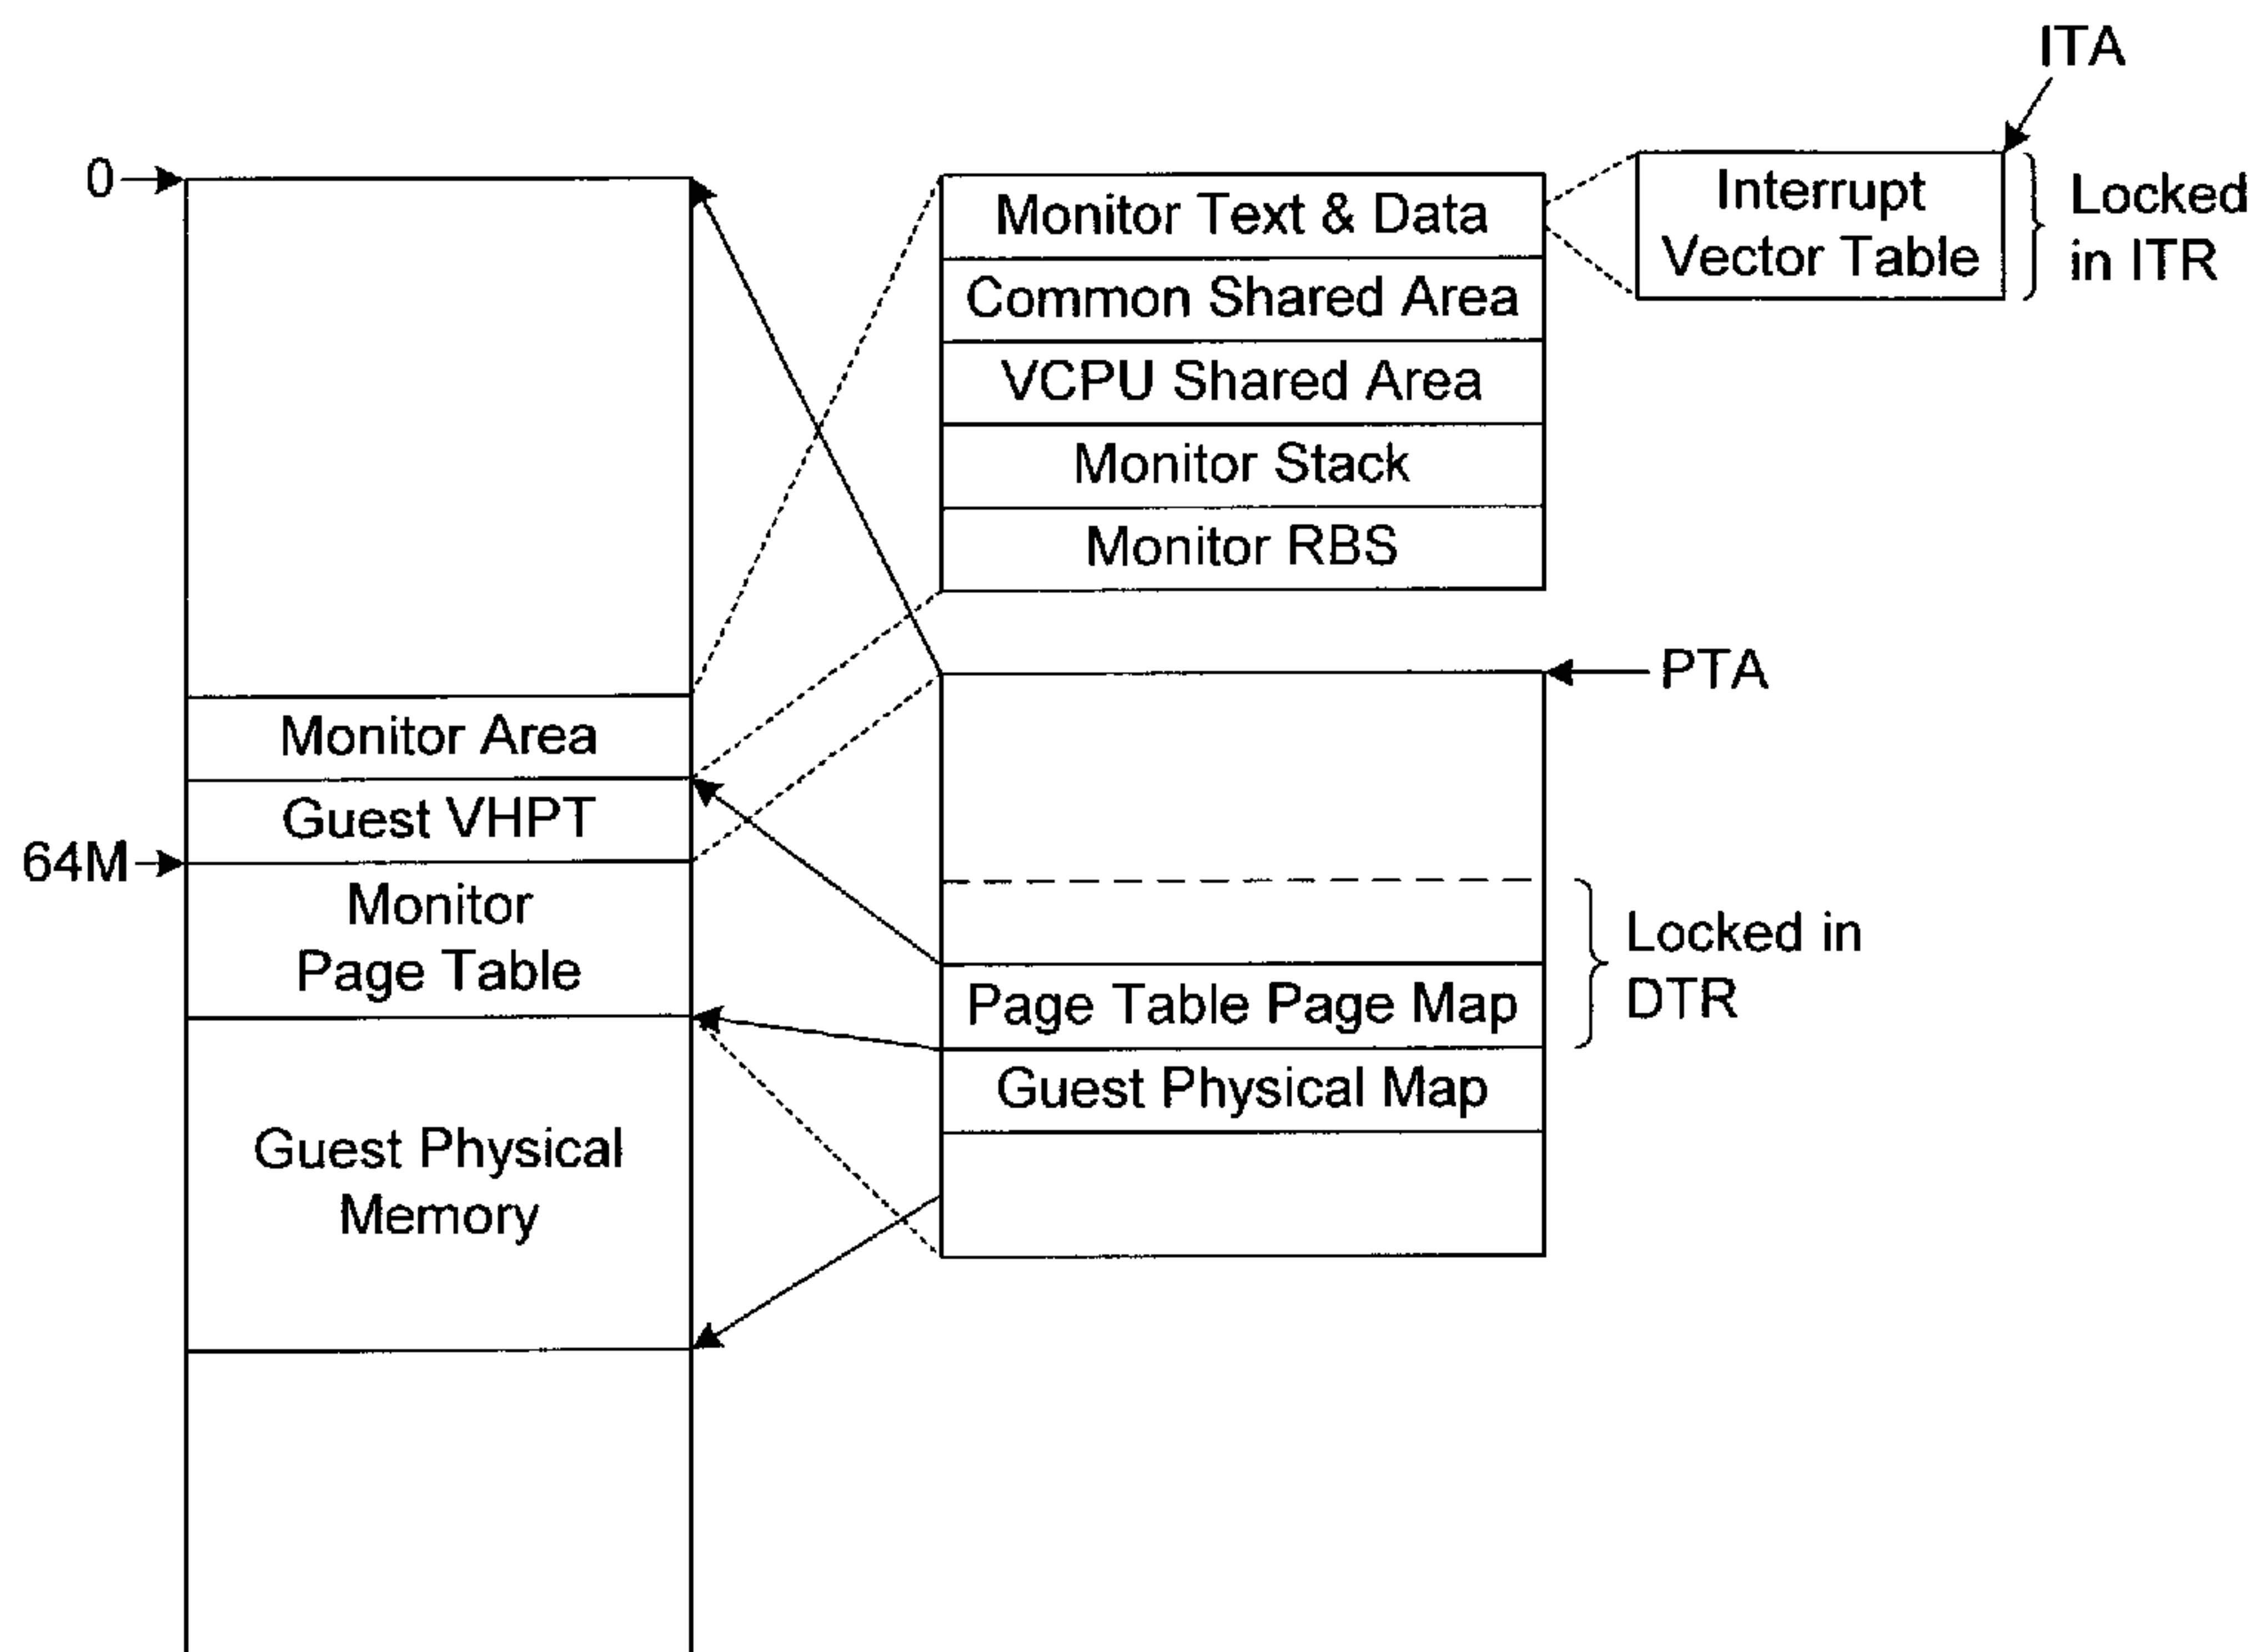 ITA
0
Monitor Text & Data
Interrupt
Vector Table
Locked
in ITR
Common Shared Area
VCPU Shared Area
Monitor Stack
Monitor RBS
PTA
Monitor Area
Guest VHPT
64M
Monitor
Page Table
Locked in
DTR
Page Table Page Map
Guest Physical Map
Guest Physical
Memory